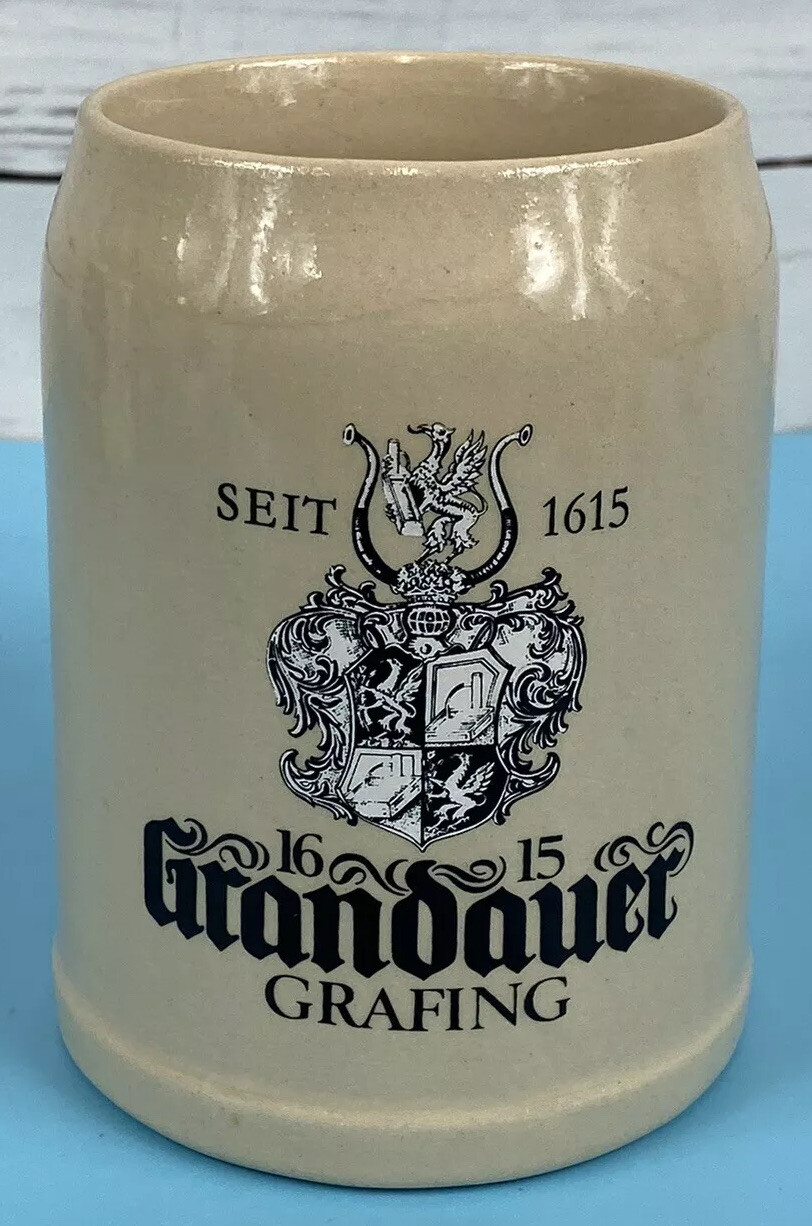 SEIT 1615
16 15
Grandauer
GRAFING